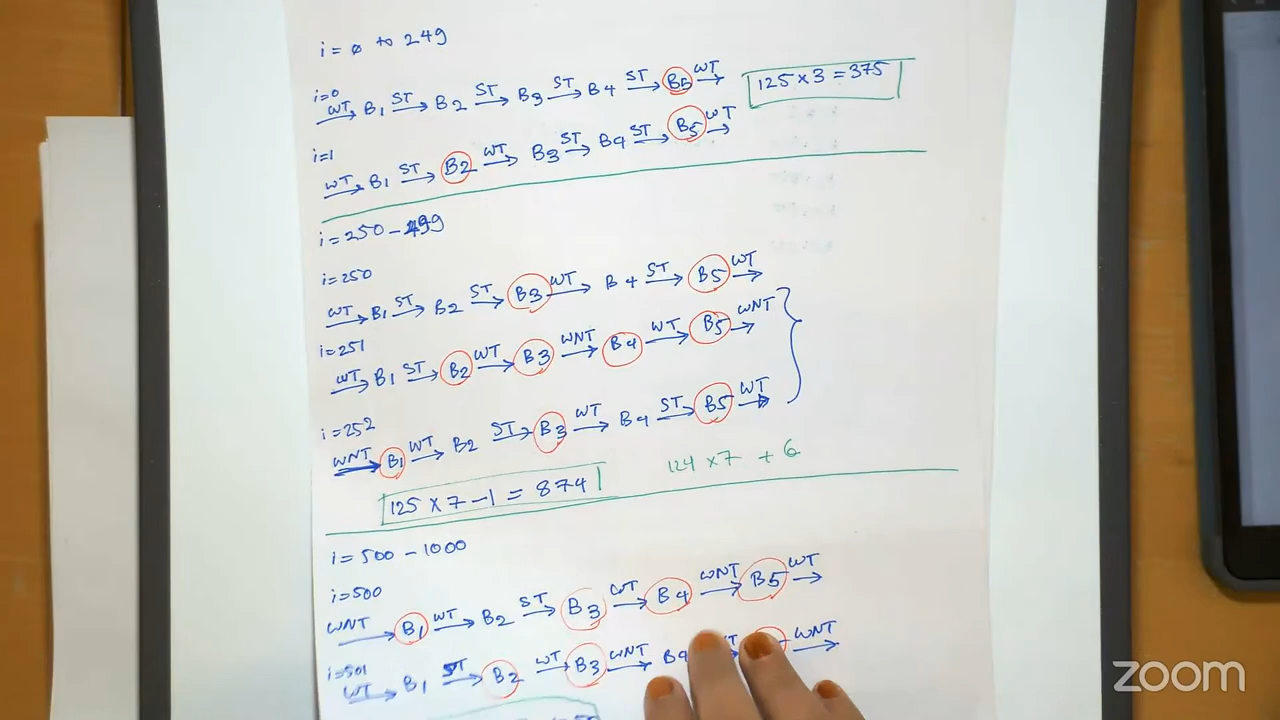 i = 0 to 249
i=0
WT → B1 ST → B2 ST → B3 ST → B4 ST → B5 WT →
125 x 3 = 375
i=1
WT → B1 ST → B2 WT → B3 ST → B4 ST → B5 WT →
i = 250 - 499
i=250
WT → B1 ST → B2 ST → B3 WT → B4 ST → B5 WT →
i=251
WT → B1 ST → B2 WT → B3 WNT → B4 WT → B5 WNT →
i=252
WNT → B1 WT → B2 ST → B3 WT → B4 ST → B5 WT →
124 x 7 + 6
125 x 7 - 1 = 874
i = 500 - 1000
i=500
WNT → B1 WT → B2 ST → B3 WT → B4 WNT → B5 WT →
i=501
WT → B1 ST → B2 WT → B3 WNT → B4 WNT →
zoom